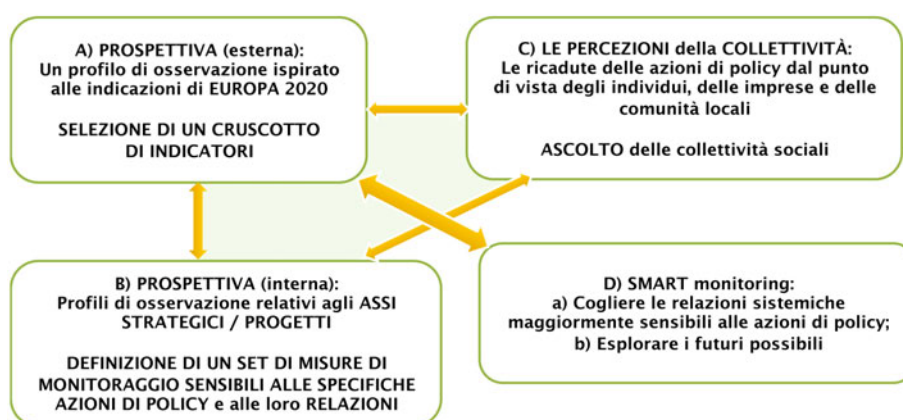 A) PROSPETTIVA (esterna):
Un profilo di osservazione ispirato
alle indicazioni di EUROPA 2020
SELEZIONE DI UN CRUSCOTTO
DI INDICATORI
C) LE PERCEZIONI della COLLETTIVITÀ:
Le ricadute delle azioni di policy dal punto
di vista degli individui, delle imprese e delle
comunità locali
ASCOLTO delle collettività sociali
B) PROSPETTIVA (interna):
Profili di osservazione relativi agli ASSI
STRATEGICI / PROGETTI
DEFINIZIONE DI UN SET DI MISURE DI
MONITORAGGIO SENSIBILI ALLE SPECIFICHE
AZIONI DI POLICY e alle loro RELAZIONI
D) SMART monitoring:
a) Cogliere le relazioni sistemiche
maggiormente sensibili alle azioni di policy;
b) Esplorare i futuri possibili